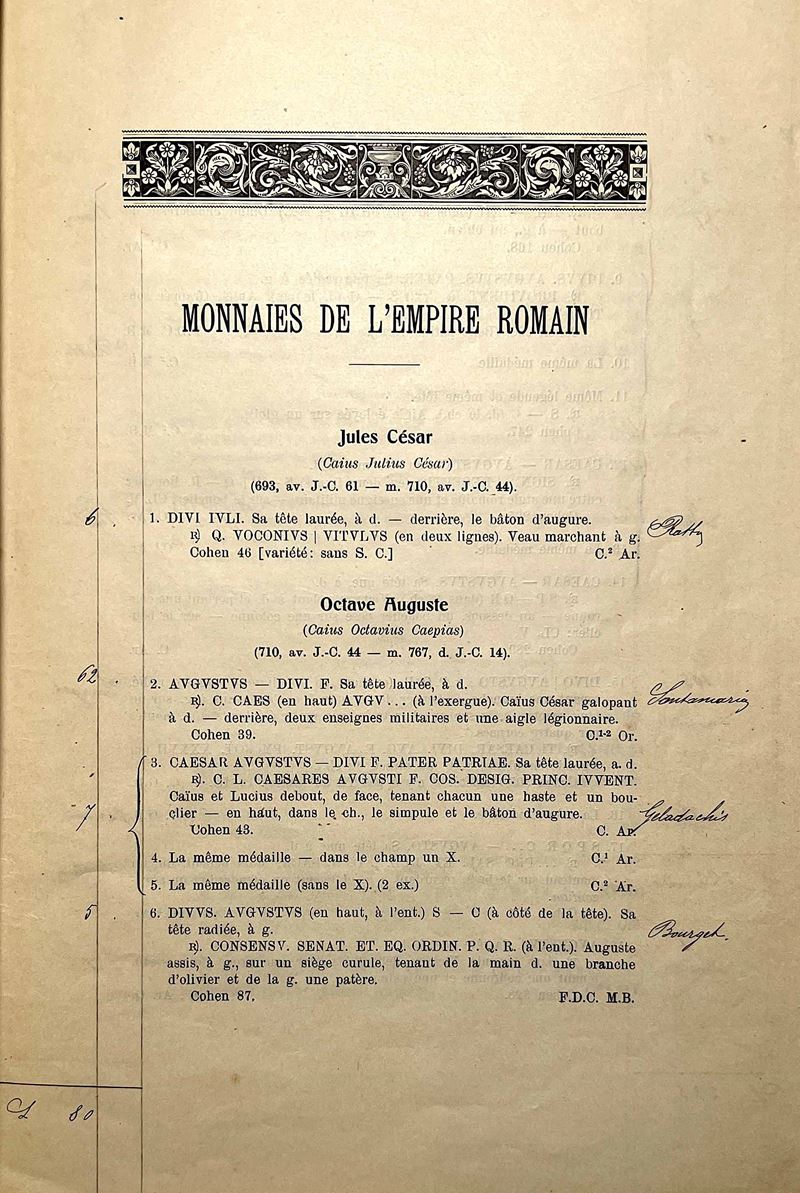 MONNAIES DE L'EMPIRE ROMAIN
Jules César
(Caius Julius César)
(693, av. J.-C. 61 — m. 710, av. J.-C. 44).
6
1. DIVI IVLI. Sa tête laurée, à d. — derrière, le bâton d'augure.
℟) Q. VOCONIVS | VITVLVS (en deux lignes). Veau marchant à g.
Ratto
Cohen 46 [variété: sans S. C.] C.² Ar.
Octave Auguste
(Caius Octavius Caepias)
(710, av. J.-C. 44 — m. 767, d. J.-C. 14).
62
2. AVGVSTVS — DIVI. F. Sa tête laurée, à d.
℟). C. CAES (en haut) AVGV... (à l'exergue). Caïus César galopant
à d. — derrière, deux enseignes militaires et une aigle légionnaire.
Cohen 39. C.¹⁻² Or.
3. CAESAR AVGVSTVS — DIVI F. PATER PATRIAE. Sa tête laurée, a. d.
℟). C. L. CAESARES AVGVSTI F. COS. DESIG. PRINC. IVVENT.
Caïus et Lucius debout, de face, tenant chacun une haste et un bou-
7
clier — en haut, dans le ch., le simpule et le bâton d'augure.
Geladachis
Cohen 43. C. Ar.
4. La même médaille — dans le champ un X. C.¹ Ar.
5. La même médaille (sans le X). (2 ex.) C.² Ar.
5
6. DIVVS. AVGVSTVS (en haut, à l'ent.) S — C (à côté de la tête). Sa
tête radiée, à g.
Bourget.
℟). CONSENSV. SENAT. ET. EQ. ORDIN. P. Q. R. (à l'ent.). Auguste
assis, à g., sur un siège curule, tenant de la main d. une branche
d'olivier et de la g. une patère.
Cohen 87. F.D.C. M.B.
80